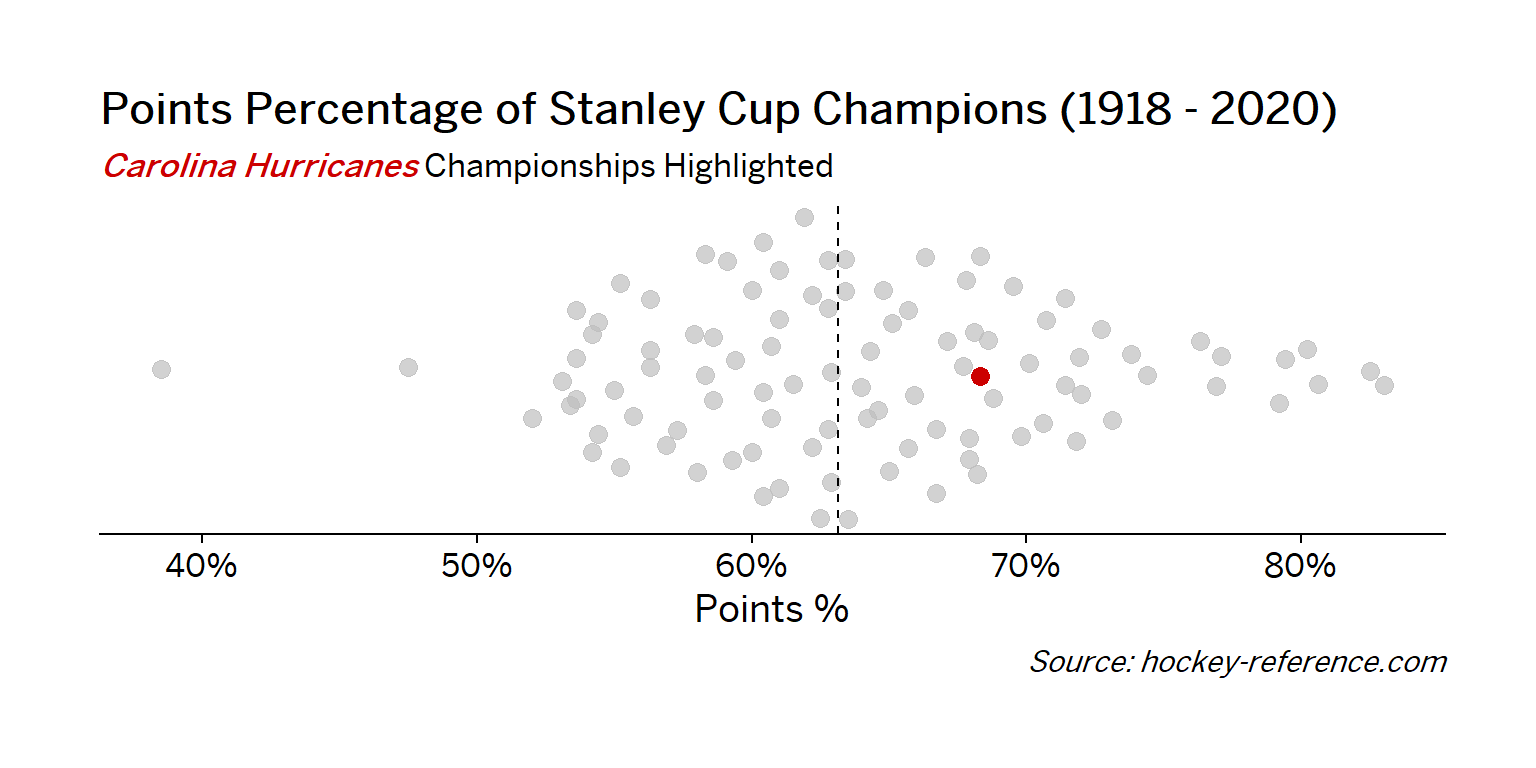 Points Percentage of Stanley Cup Champions (1918 - 2020)
Carolina Hurricanes Championships Highlighted
40% 50% 60% 70% 80%
Points %
Source: hockey-reference.com